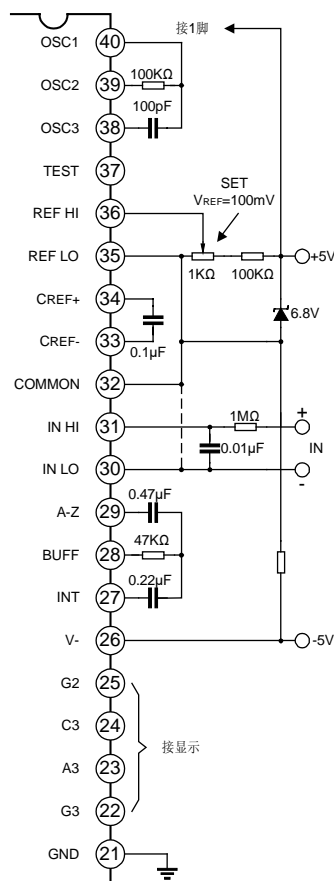 接1脚
OSC1 40
100KΩ
OSC2 39
100pF
OSC3 38
TEST 37
SET
VREF=100mV
REF HI 36
REF LO 35
1KΩ
100KΩ
+5V
CREF+ 34
6.8V
CREF- 33
0.1µF
COMMON 32
1MΩ
+
IN HI 31
0.01µF
IN
IN LO 30
-
0.47µF
A-Z 29
47KΩ
BUFF 28
0.22µF
INT 27
V- 26
-5V
G2 25
C3 24
接显示
A3 23
G3 22
GND 21